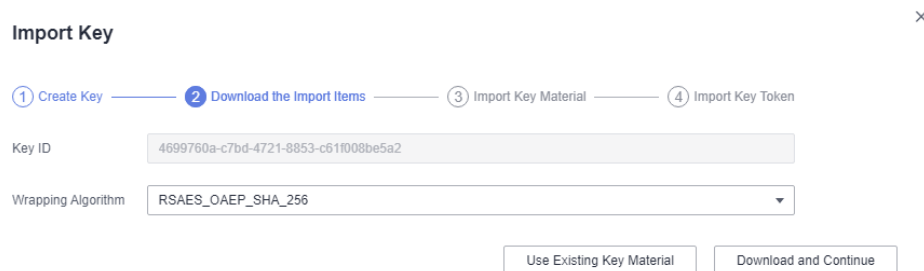 Import Key
1 Create Key 2 Download the Import Items 3 Import Key Material 4 Import Key Token
Key ID 4699760a-c7bd-4721-8853-c61f008be5a2
Wrapping Algorithm RSAES_OAEP_SHA_256
Use Existing Key Material Download and Continue